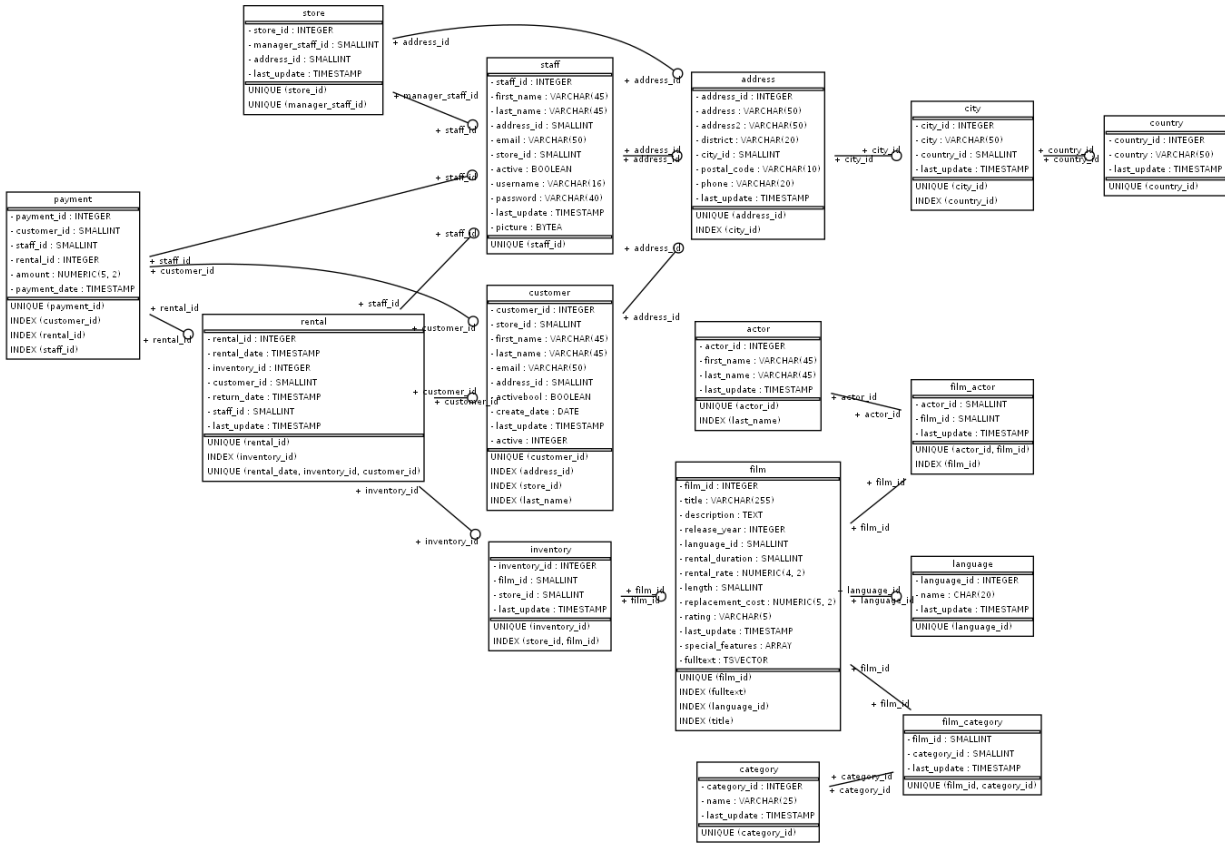 store
- store_id : INTEGER
- manager_staff_id : SMALLINT
- address_id : SMALLINT
- last_update : TIMESTAMP
UNIQUE (store_id)
UNIQUE (manager_staff_id)
+ address_id
+ address_id
+ manager_staff_id
+ staff_id
staff
- staff_id : INTEGER
- first_name : VARCHAR(45)
- last_name : VARCHAR(45)
- address_id : SMALLINT
- email : VARCHAR(50)
- store_id : SMALLINT
- active : BOOLEAN
- username : VARCHAR(16)
- password : VARCHAR(40)
- last_update : TIMESTAMP
- picture : BYTEA
UNIQUE (staff_id)
+ address_id
+ address_id
address
- address_id : INTEGER
- address : VARCHAR(50)
- address2 : VARCHAR(50)
- district : VARCHAR(20)
- city_id : SMALLINT
- postal_code : VARCHAR(10)
- phone : VARCHAR(20)
- last_update : TIMESTAMP
UNIQUE (address_id)
INDEX (city_id)
+ city_id
+ city_id
city
- city_id : INTEGER
- city : VARCHAR(50)
- country_id : SMALLINT
- last_update : TIMESTAMP
UNIQUE (city_id)
INDEX (country_id)
+ country_id
+ country_id
country
- country_id : INTEGER
- country : VARCHAR(50)
- last_update : TIMESTAMP
UNIQUE (country_id)
payment
- payment_id : INTEGER
- customer_id : SMALLINT
- staff_id : SMALLINT
- rental_id : INTEGER
- amount : NUMERIC(5, 2)
- payment_date : TIMESTAMP
UNIQUE (payment_id)
INDEX (customer_id)
INDEX (rental_id)
INDEX (staff_id)
+ staff_id
+ staff_id
+ customer_id
+ customer_id
+ rental_id
+ rental_id
rental
- rental_id : INTEGER
- rental_date : TIMESTAMP
- inventory_id : INTEGER
- customer_id : SMALLINT
- return_date : TIMESTAMP
- staff_id : SMALLINT
- last_update : TIMESTAMP
UNIQUE (rental_id)
INDEX (inventory_id)
UNIQUE (rental_date, inventory_id, customer_id)
+ staff_id
+ staff_id
+ customer_id
+ customer_id
+ inventory_id
+ inventory_id
customer
- customer_id : INTEGER
- store_id : SMALLINT
- first_name : VARCHAR(45)
- last_name : VARCHAR(45)
- email : VARCHAR(50)
- address_id : SMALLINT
- activebool : BOOLEAN
- create_date : DATE
- last_update : TIMESTAMP
- active : INTEGER
UNIQUE (customer_id)
INDEX (address_id)
INDEX (store_id)
INDEX (last_name)
+ address_id
+ address_id
actor
- actor_id : INTEGER
- first_name : VARCHAR(45)
- last_name : VARCHAR(45)
- last_update : TIMESTAMP
UNIQUE (actor_id)
INDEX (last_name)
+ actor_id
+ actor_id
film_actor
- actor_id : SMALLINT
- film_id : SMALLINT
- last_update : TIMESTAMP
UNIQUE (actor_id, film_id)
INDEX (film_id)
+ film_id
+ film_id
inventory
- inventory_id : INTEGER
- film_id : SMALLINT
- store_id : SMALLINT
- last_update : TIMESTAMP
UNIQUE (inventory_id)
INDEX (store_id, film_id)
+ film_id
+ film_id
film
- film_id : INTEGER
- title : VARCHAR(255)
- description : TEXT
- release_year : INTEGER
- language_id : SMALLINT
- rental_duration : SMALLINT
- rental_rate : NUMERIC(4, 2)
- length : SMALLINT
- replacement_cost : NUMERIC(5, 2)
- rating : VARCHAR(5)
- last_update : TIMESTAMP
- special_features : ARRAY
- fulltext : TSVECTOR
UNIQUE (film_id)
INDEX (fulltext)
INDEX (language_id)
INDEX (title)
+ language_id
+ language_id
language
- language_id : INTEGER
- name : CHAR(20)
- last_update : TIMESTAMP
UNIQUE (language_id)
+ film_id
+ film_id
film_category
- film_id : SMALLINT
- category_id : SMALLINT
- last_update : TIMESTAMP
UNIQUE (film_id, category_id)
+ category_id
+ category_id
category
- category_id : INTEGER
- name : VARCHAR(25)
- last_update : TIMESTAMP
UNIQUE (category_id)